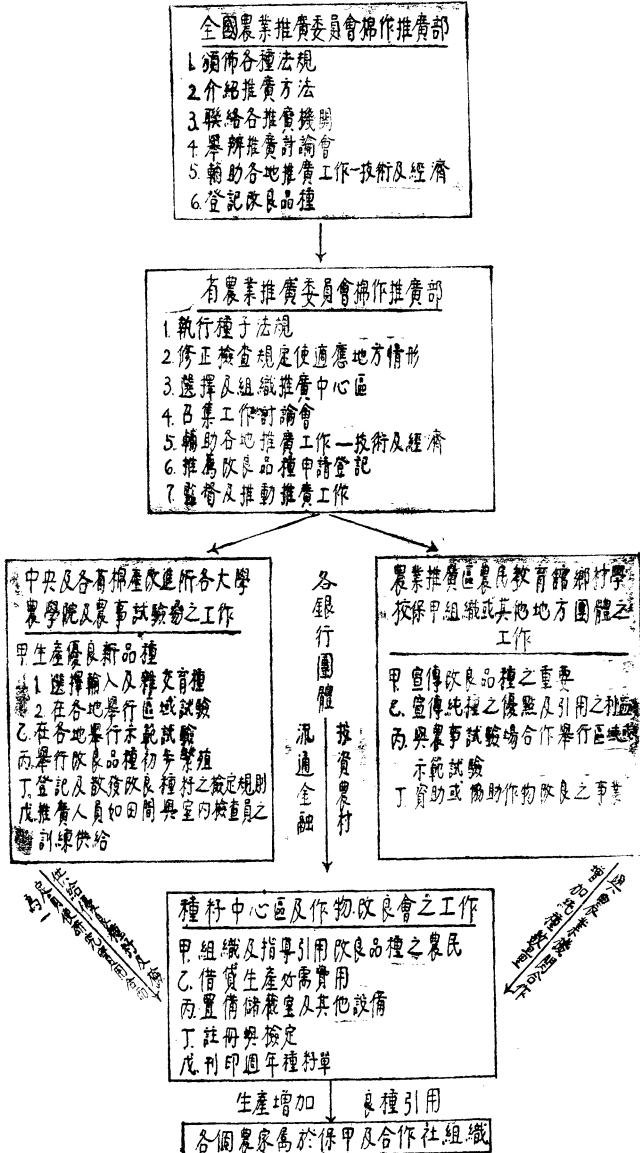 全國農業推廣委員會棉作推廣部
1. 頒佈各種法規
2. 介紹推廣方法
3. 聯絡各推廣機關
4. 舉辦推廣討論會
5. 輔助各地推廣工作—技術及經濟
6. 登記改良品種
省農業推廣委員會棉作推廣部
1. 執行種子法規
2. 修正檢查規定使適應地方情形
3. 選擇及組織推廣中心區
4. 召集工作討論會
5. 輔助各地推廣工作—技術及經濟
6. 推薦改良品種申請登記
7. 監督及推動推廣工作
中央及各省棉產改進所各大學
農學院及農事試驗場之工作
甲. 生產優良新品種
1. 選擇輸入及雜交育種
2. 在各地舉行區域試驗
乙. 在各地舉行示範試驗
丙. 舉行改良品種初步繁殖
丁. 登記及散發改良種籽之檢定規則
戊. 推廣人員如田間與室內檢查員之
訓練供給
各銀行團體
流通金融
投資農村
農業推廣區農民教育館鄉村學
校保甲組織或其他地方團體之
工作
甲. 宣傳改良品種之重要
乙. 宣傳純種之優點及引用之利益
丙. 與農事試驗場合作舉行區域
示範試驗
丁. 資助或協助作物改良之事業
供給優良種籽及
與農業機關合作
增加純種數量
種籽中心區及作物改良會之工作
甲. 組織及指導引用改良品種之農民
乙. 借貸生產必需費用
丙. 置備儲藏室及其他設備
丁. 註冊與檢定
戊. 刊印週年種籽單
生產增加
良種引用
各個農家屬於保甲及合作社組織